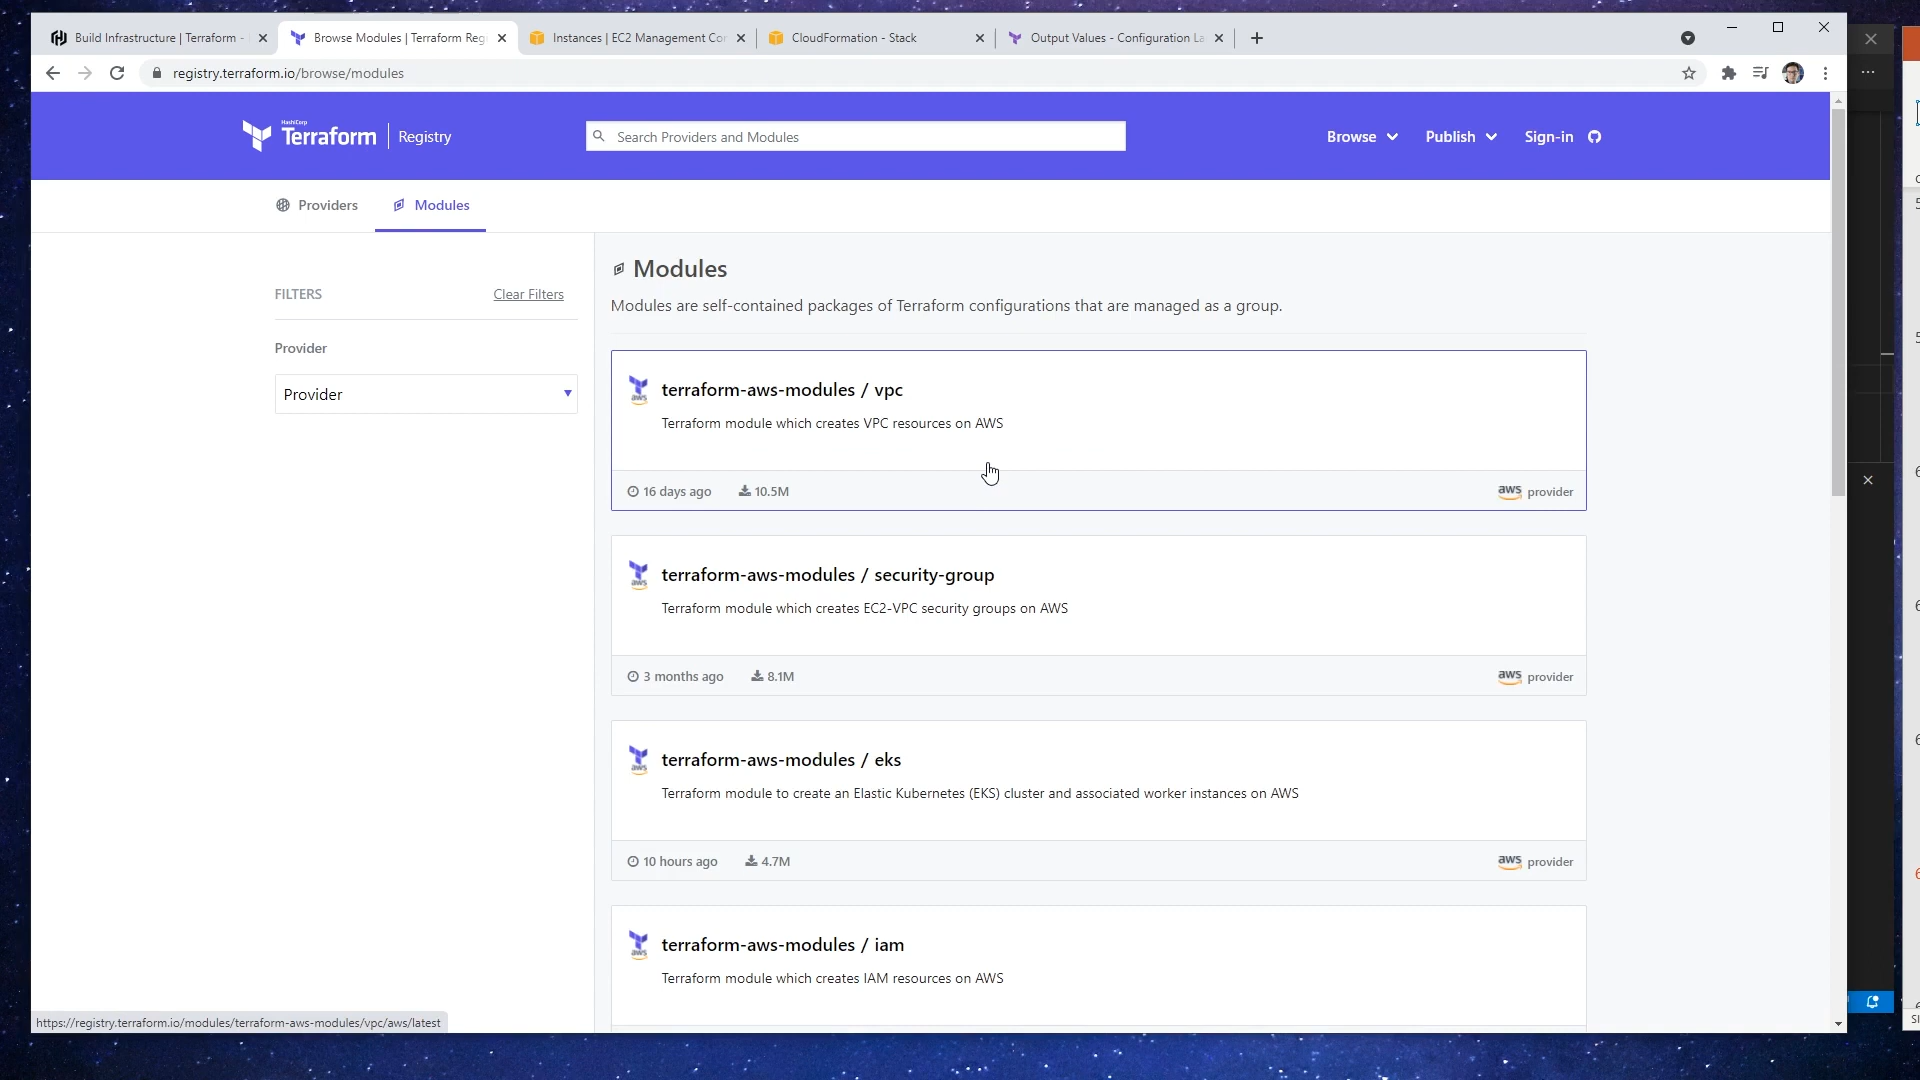 Build Infrastructure | Terraform -
Browse Modules | Terraform Reg
Instances | EC2 Management Con
CloudFormation - Stack
Output Values - Configuration La
registry.terraform.io/browse/modules
HashiCorp
Terraform
Registry
Search Providers and Modules
Browse
Publish
Sign-in
Providers
Modules
FILTERS
Clear Filters
Provider
Provider
Modules
Modules are self-contained packages of Terraform configurations that are managed as a group.
aws
terraform-aws-modules / vpc
Terraform module which creates VPC resources on AWS
16 days ago
10.5M
aws provider
aws
terraform-aws-modules / security-group
Terraform module which creates EC2-VPC security groups on AWS
3 months ago
8.1M
aws provider
aws
terraform-aws-modules / eks
Terraform module to create an Elastic Kubernetes (EKS) cluster and associated worker instances on AWS
10 hours ago
4.7M
aws provider
aws
terraform-aws-modules / iam
Terraform module which creates IAM resources on AWS
https://registry.terraform.io/modules/terraform-aws-modules/vpc/aws/latest